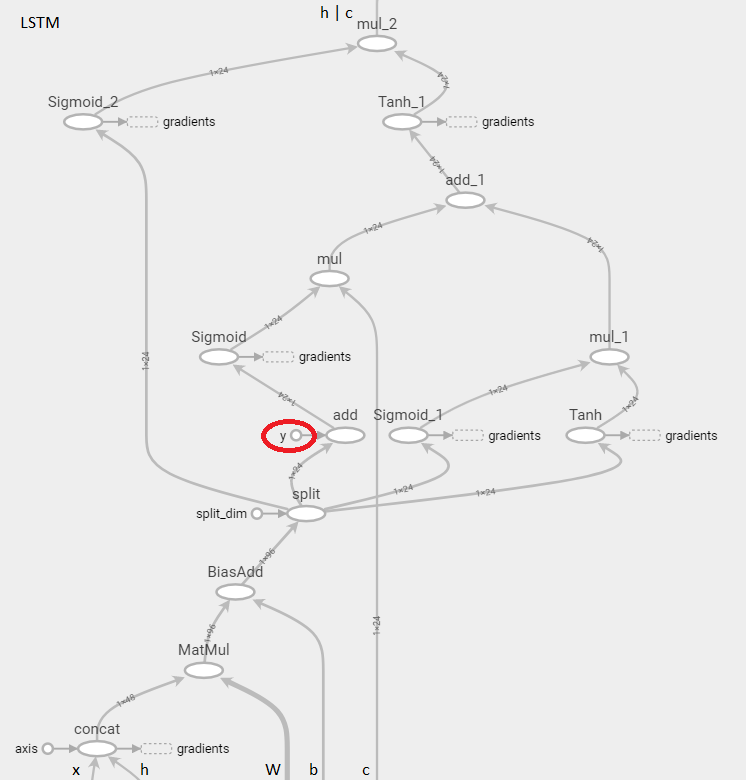 h | c
LSTM
mul_2
1×24
Sigmoid_2
gradients
Tanh_1
gradients
1×24
1×24
add_1
1×24
1×24
mul
1×24
Sigmoid
gradients
mul_1
1×24
1×24
1×24
1×24
y
add
Sigmoid_1
gradients
Tanh
gradients
1×24
1×24
1×24
split
split_dim
1×96
BiasAdd
1×24
1×96
MatMul
1×48
concat
axis
gradients
x
h
W
b
c